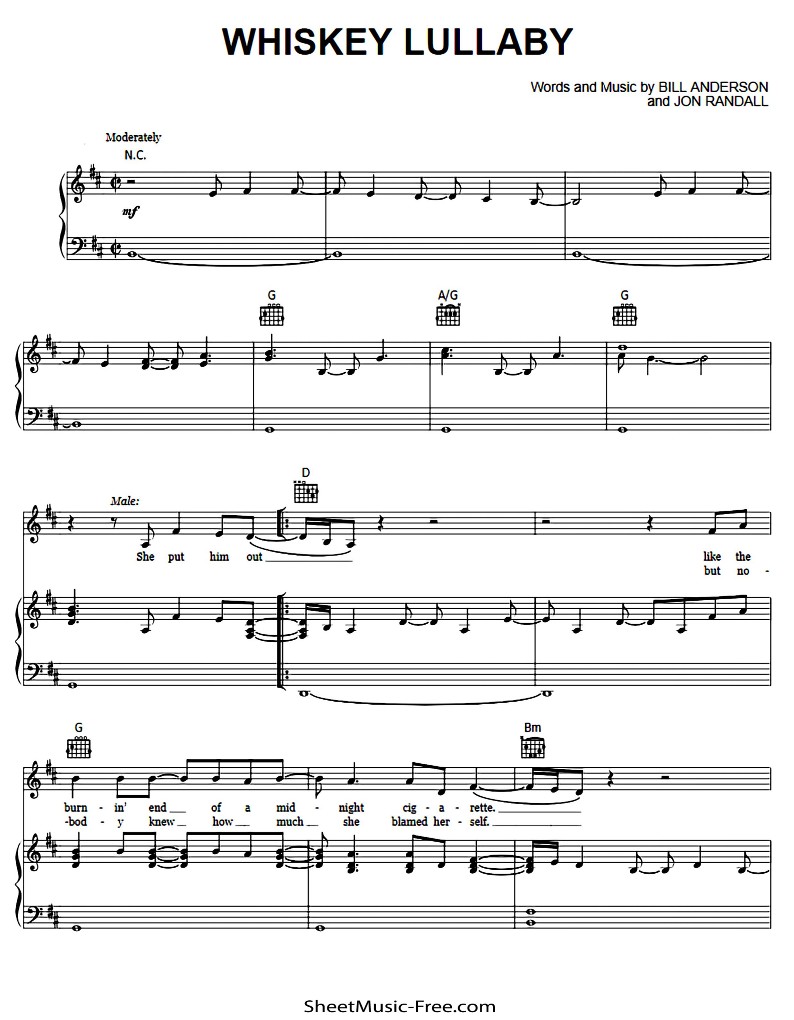 WHISKEY LULLABY
Words and Music by BILL ANDERSON
and JON RANDALL
Moderately
N.C.
mf
G A/G G
D
Male:
She put him out like the
but no -
G Bm
burn - in' end of a mid - night cig - a - rette.
-bod - y knew how much she blamed her - self.
SheetMusic-Free.com